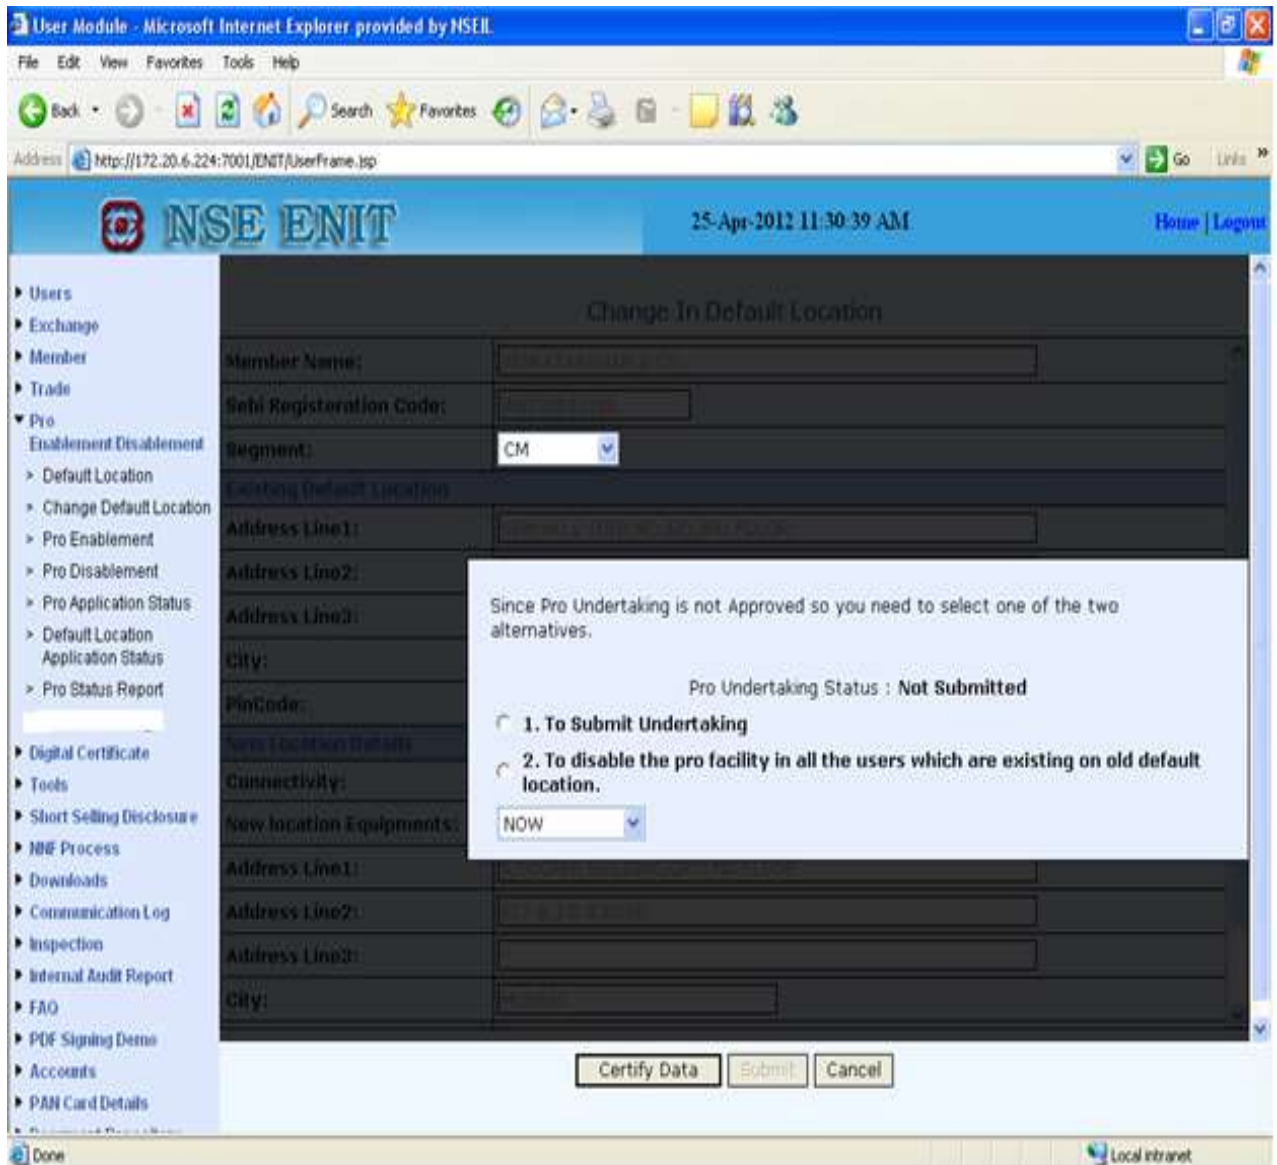 User Module - Microsoft Internet Explorer provided by NSEIL
File Edit View Favorites Tools Help
Back Search Favorites
Address http://172.20.6.224:7001/ENIT/UserFrame.jsp Go Links »
NSE ENIT 25-Apr-2012 11:30:39 AM Home | Logout
Users
Exchange
Member
Trade
Pro
Enablement Disablement
> Default Location
> Change Default Location
> Pro Enablement
> Pro Disablement
> Pro Application Status
> Default Location
Application Status
> Pro Status Report
Digital Certificate
Tools
Short Selling Disclosure
NNF Process
Downloads
Communication Log
Inspection
Internal Audit Report
FAQ
PDF Signing Demo
Accounts
PAN Card Details
Change In Default Location
Member Name:
Sebi Registeration Code:
Segment: CM
Existing Default Location
Address Line1:
Address Line2:
Address Line3:
City:
PinCode:
New Location Details
Connectivity:
New location Equipments:
Address Line1:
Address Line2:
Address Line3:
City:
Since Pro Undertaking is not Approved so you need to select one of the two
alternatives.
Pro Undertaking Status : Not Submitted
1. To Submit Undertaking
2. To disable the pro facility in all the users which are existing on old default
location.
NOW
Certify Data Submit Cancel
Done Local intranet